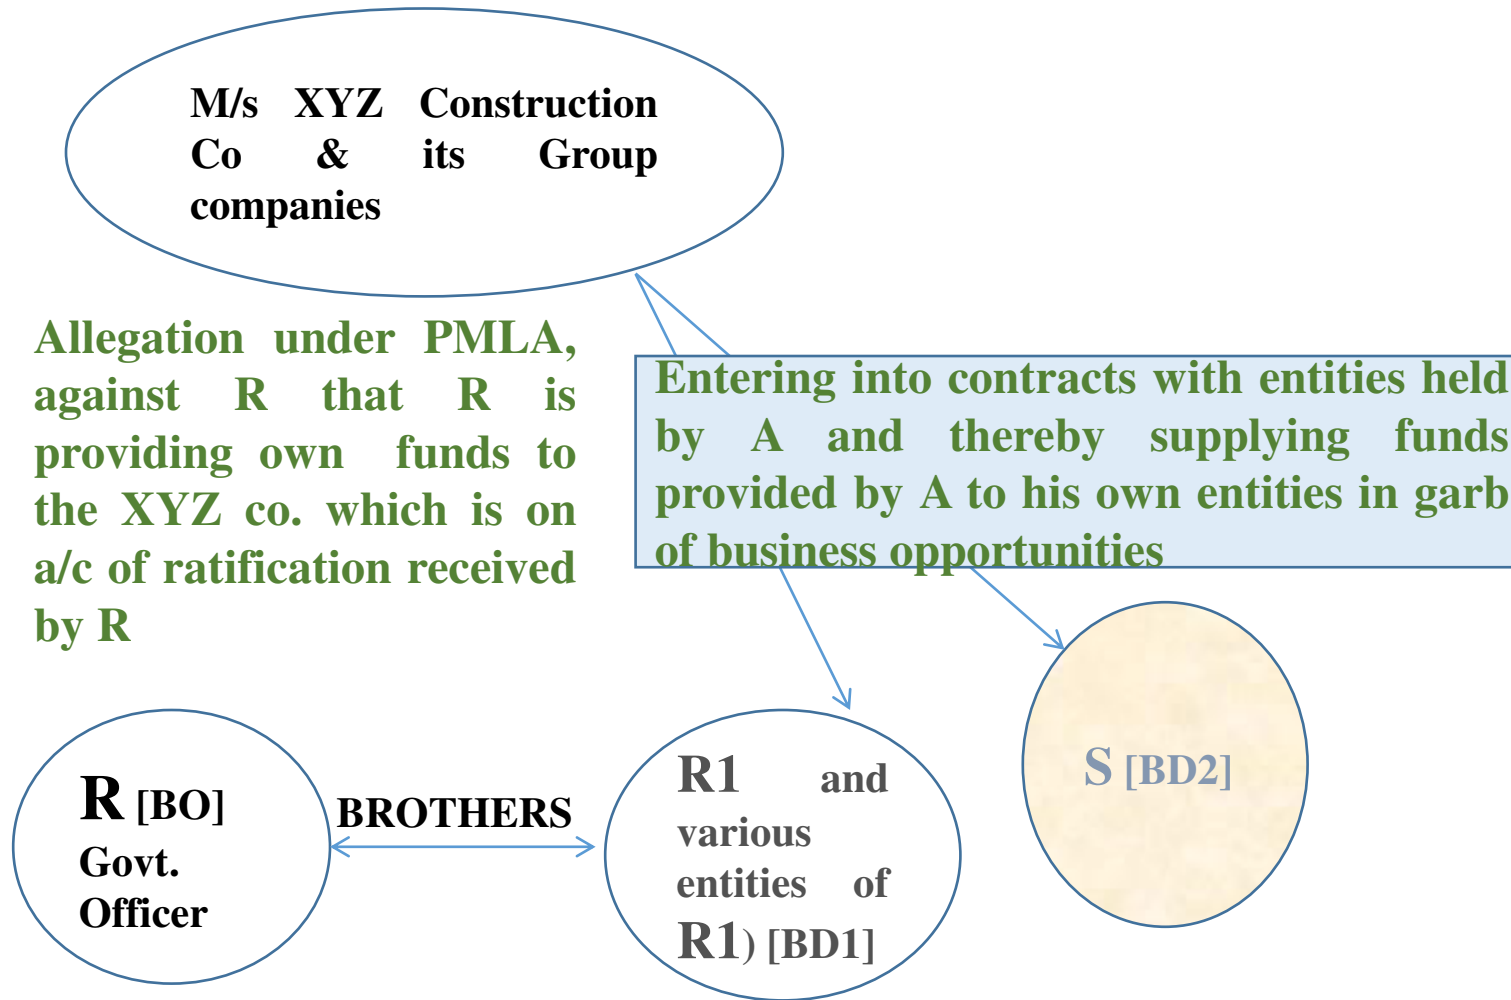 M/s XYZ Construction
Co & its Group
companies
Allegation under PMLA,
against R that R is
providing own funds to
the XYZ co. which is on
a/c of ratification received
by R
Entering into contracts with entities held
by A and thereby supplying funds
provided by A to his own entities in garb
of business opportunities
R [BO]
Govt.
Officer
BROTHERS
R1 and
various
entities of
R1) [BD1]
S [BD2]